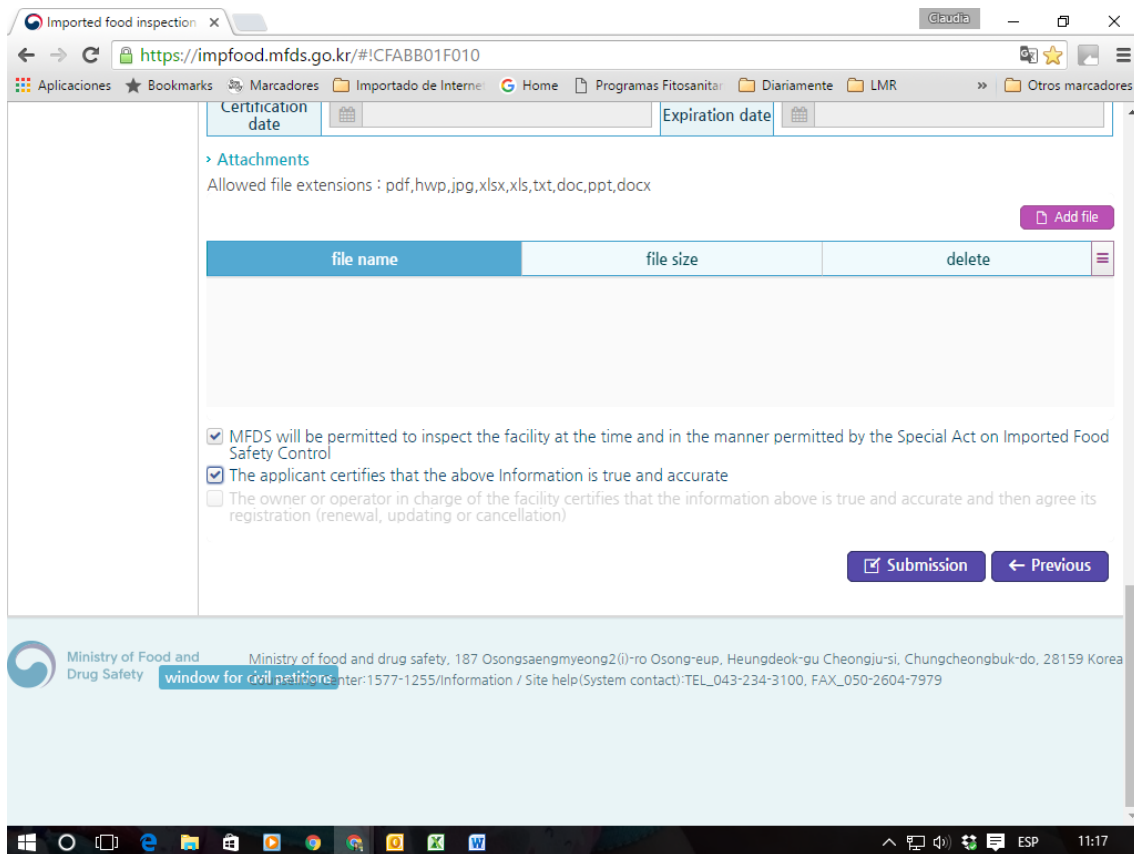 Imported food inspection
Claudia
https://impfood.mfds.go.kr/#!CFABB01F010
Aplicaciones Bookmarks Marcadores Importado de Interne Home Programas Fitosanitar Diariamente LMR » Otros marcadores
Certification date
Expiration date
› Attachments
Allowed file extensions : pdf,hwp,jpg,xlsx,xls,txt,doc,ppt,docx
Add file
file name file size delete
MFDS will be permitted to inspect the facility at the time and in the manner permitted by the Special Act on Imported Food
Safety Control
The applicant certifies that the above Information is true and accurate
The owner or operator in charge of the facility certifies that the information above is true and accurate and then agree its
registration (renewal, updating or cancellation)
Submission
Previous
Ministry of Food and
Drug Safety
window for civil petitions
Ministry of food and drug safety, 187 Osongsaengmyeong2(i)-ro Osong-eup, Heungdeok-gu Cheongju-si, Chungcheongbuk-do, 28159 Korea
enter:1577-1255/Information / Site help(System contact):TEL_043-234-3100, FAX_050-2604-7979
ESP 11:17